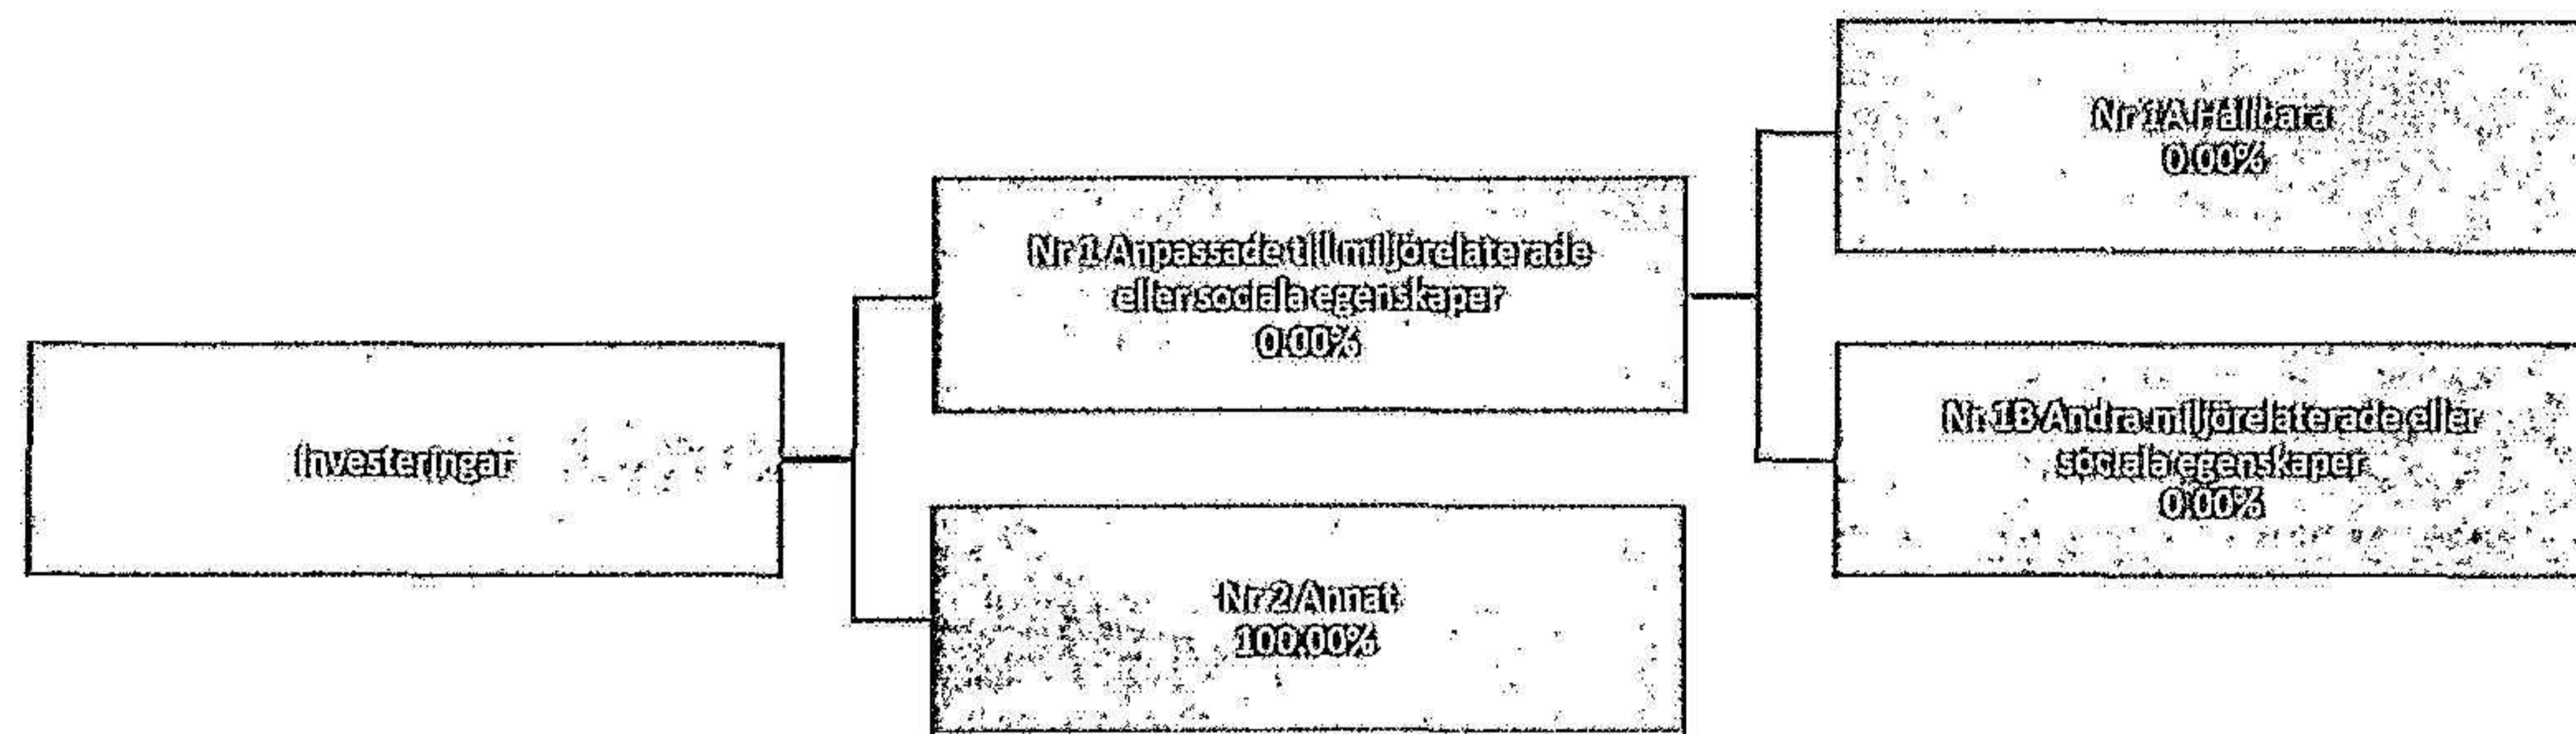 Investeringar
Nr 1 Anpassade till miljörelaterade
eller sociala egenskaper
0.00%
Nr 2 Annat
100.00%
Nr 1A Hållbara
0.00%
Nr 1B Andra miljörelaterade eller
sociala egenskaper
0.00%